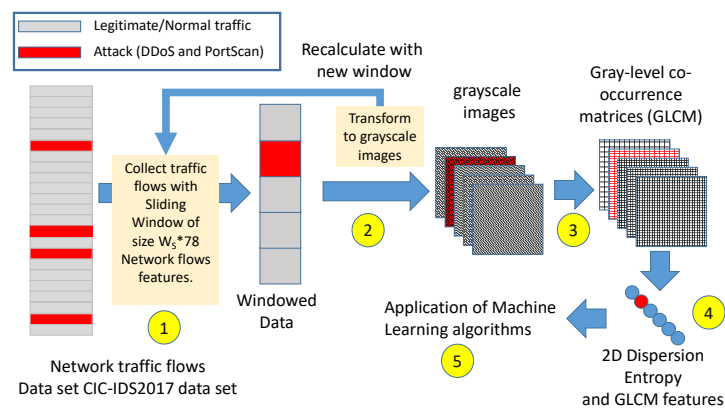 Legitimate/Normal traffic
Attack (DDoS and PortScan)
Recalculate with
new window
Transform
to grayscale
images
grayscale
images
Gray-level co-
occurrence
matrices (GLCM)
Collect traffic
flows with
Sliding
Window of
size Wₛ*78
Network flows
features.
1
2
3
Windowed
Data
Network traffic flows
Data set CIC-IDS2017 data set
4
Application of Machine
Learning algorithms
5
2D Dispersion
Entropy
and GLCM features